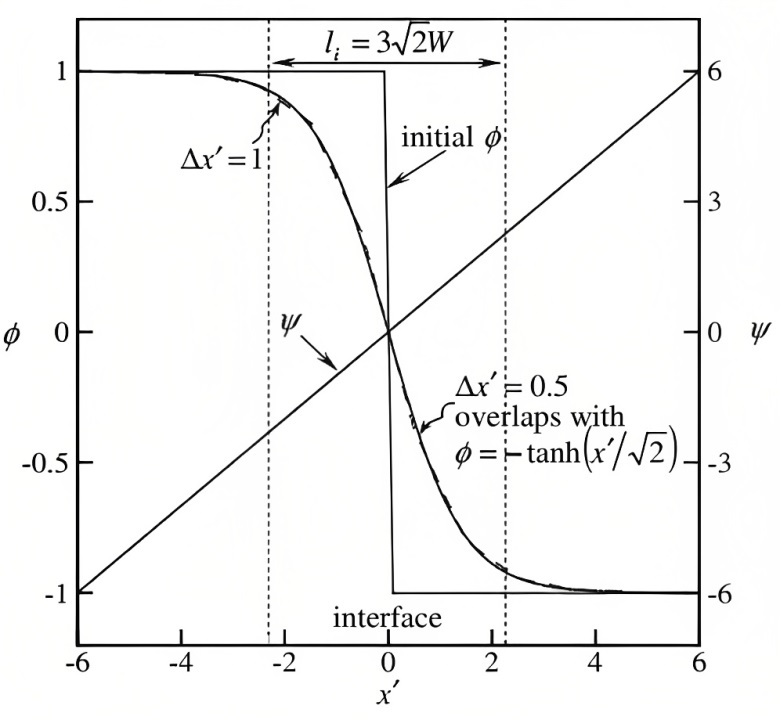 lᵢ = 3√2W
1
6
Δx′ = 1
initial ϕ
0.5
3
ψ
ϕ
0
0
ψ
Δx′ = 0.5
overlaps with
ϕ = −tanh(x′/√2)
-0.5
-3
-1
-6
interface
-6
-4
-2
0
2
4
6
x′